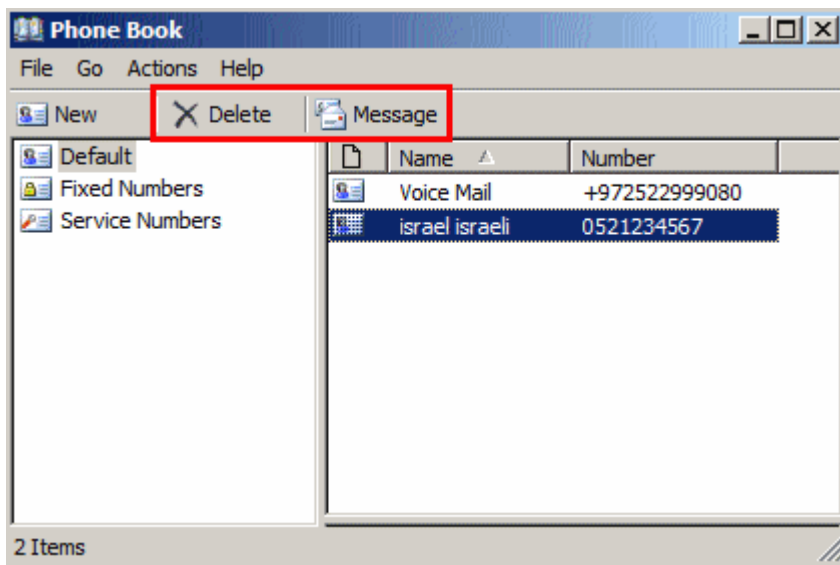 Phone Book
File Go Actions Help
New Delete Message
Default
Fixed Numbers
Service Numbers
Name Number
Voice Mail +972522999080
israel israeli 0521234567
2 Items